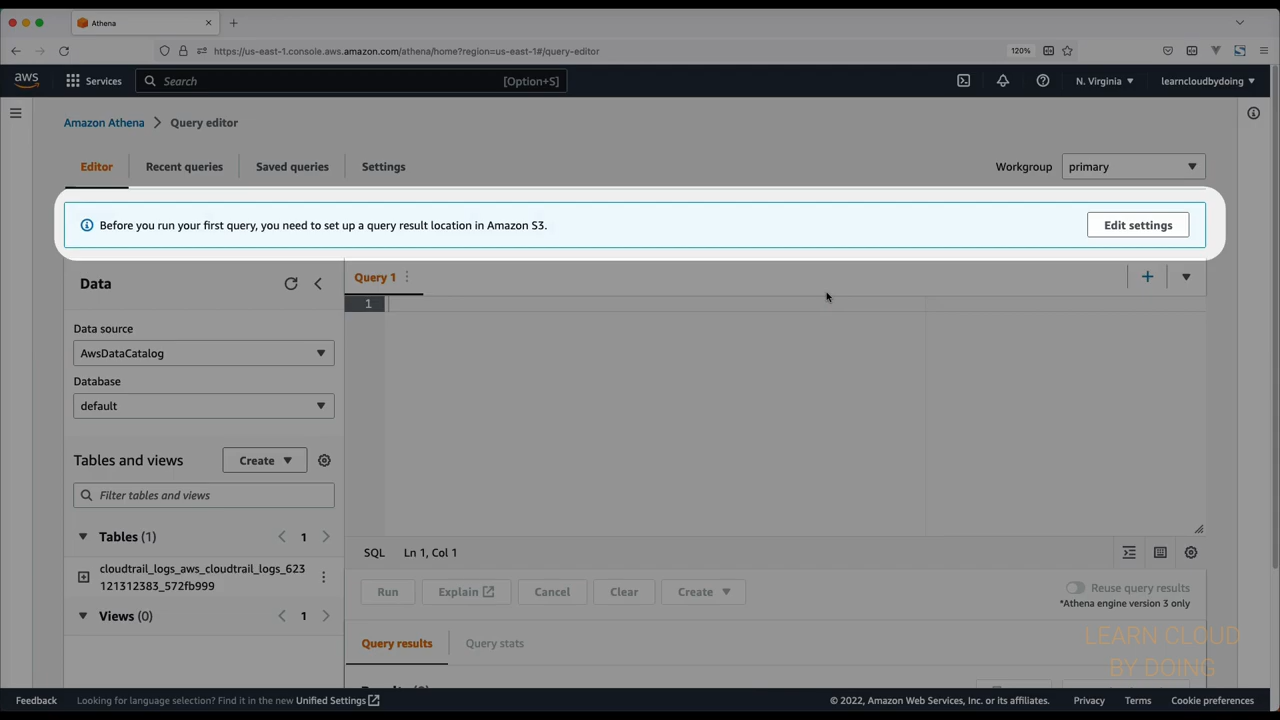 Athena
https://us-east-1.console.aws.amazon.com/athena/home?region=us-east-1#/query-editor
120%
aws
Services
Search
[Option+S]
N. Virginia
learncloudbydoing
Amazon Athena
Query editor
Editor
Recent queries
Saved queries
Settings
Workgroup
primary
Before you run your first query, you need to set up a query result location in Amazon S3.
Edit settings
Data
Query 1
1
Data source
AwsDataCatalog
Database
default
Tables and views
Create
Filter tables and views
Tables (1)
1
cloudtrail_logs_aws_cloudtrail_logs_623
121312383_572fb999
Views (0)
1
SQL
Ln 1, Col 1
Run
Explain
Cancel
Clear
Create
Reuse query results
*Athena engine version 3 only
Query results
Query stats
LEARN CLOUD
BY DOING
Feedback
Looking for language selection? Find it in the new Unified Settings
© 2022, Amazon Web Services, Inc. or its affiliates.
Privacy
Terms
Cookie preferences